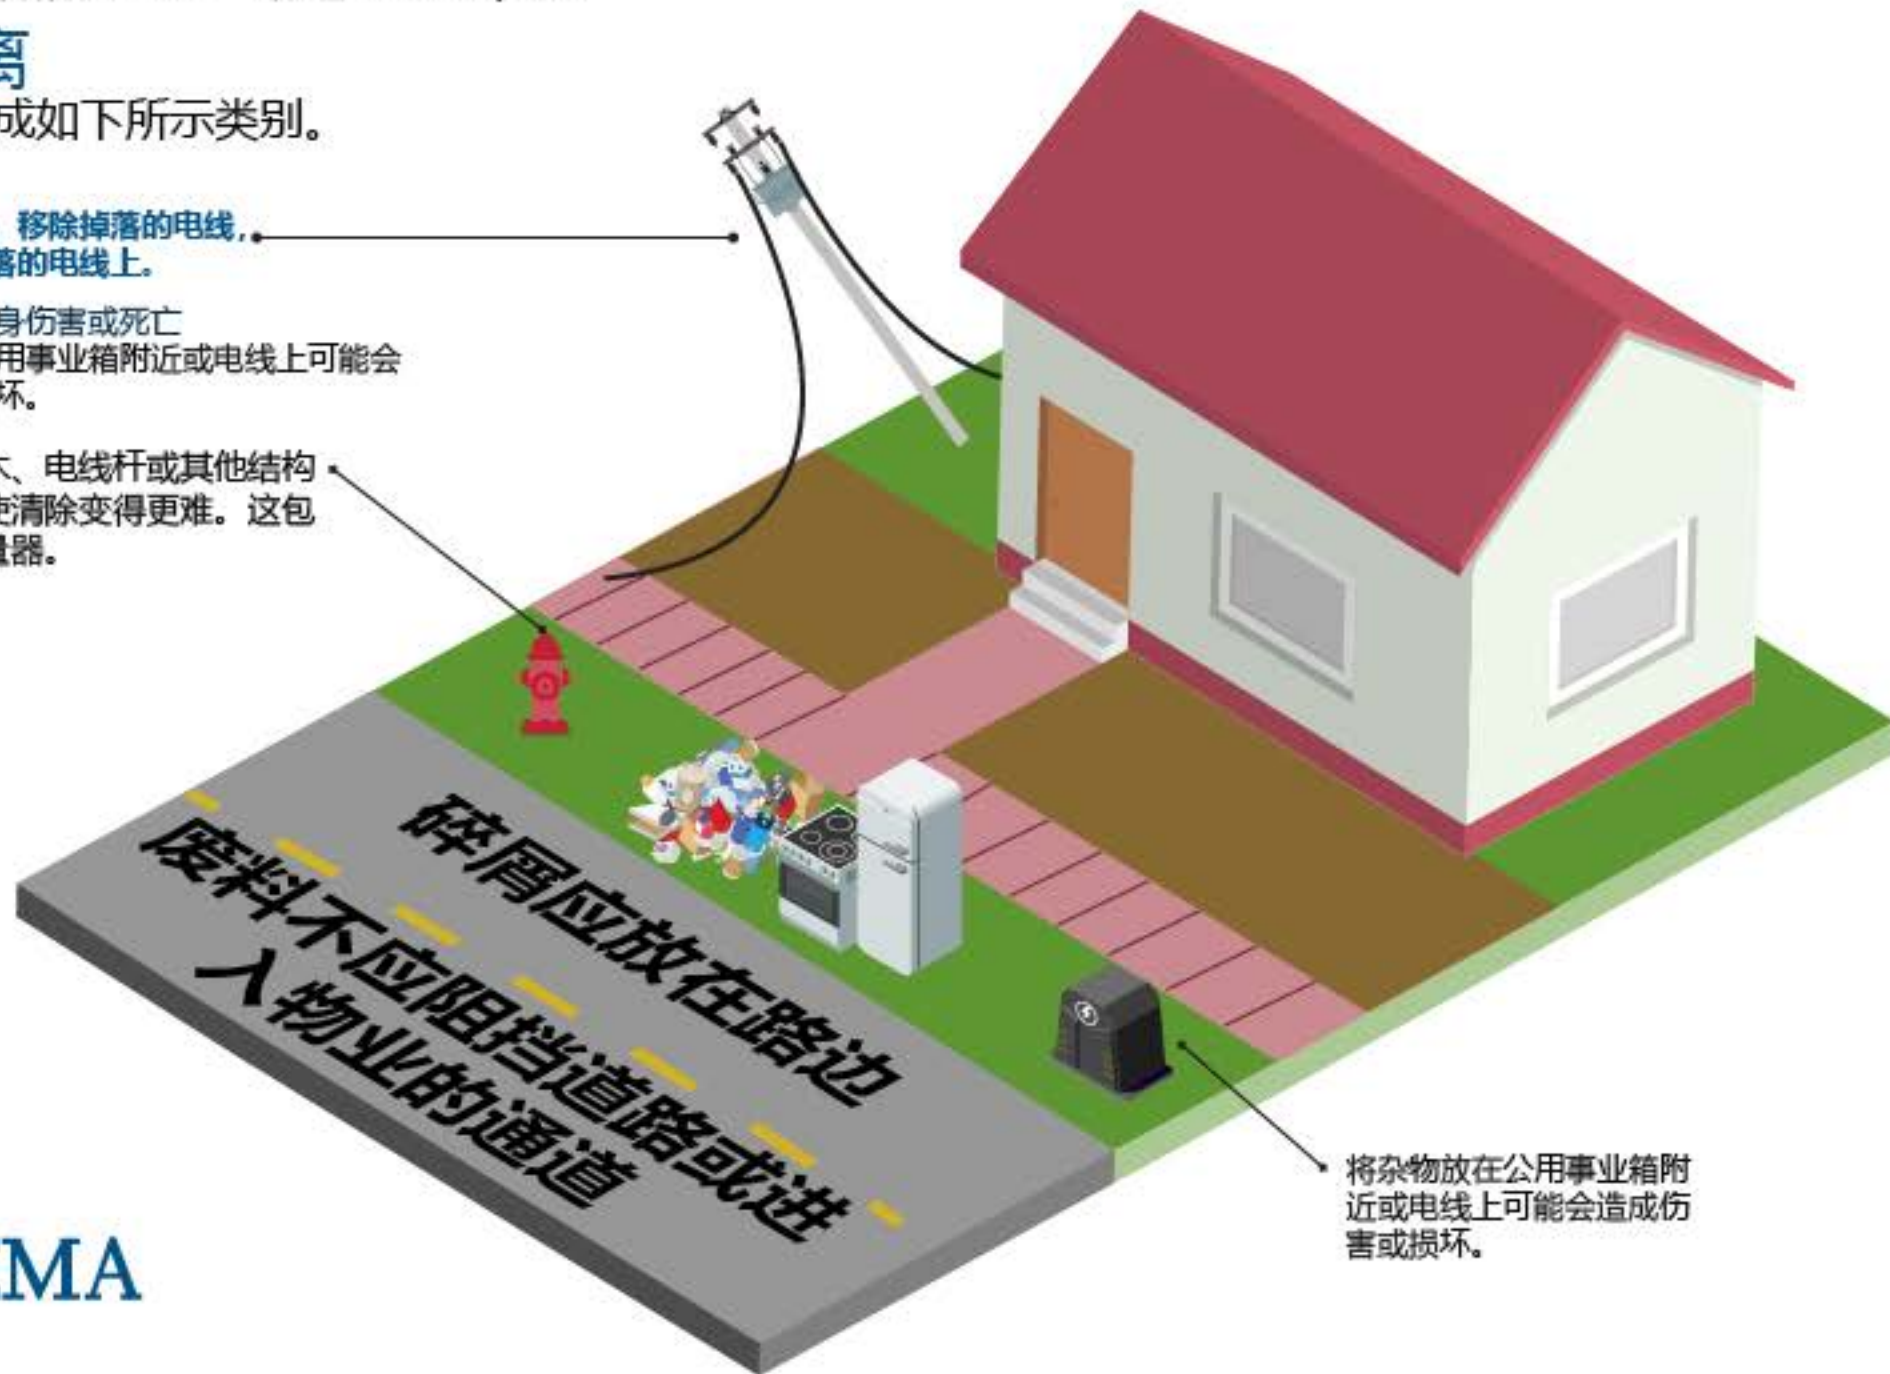 离
成如下所示类别。
移除掉落的电线,
落的电线上。
身伤害或死亡
用事业箱附近或电线上可能会
坏。
木、电线杆或其他结构
使清除变得更难。这包
量器。
碎屑应放在路边
废料不应阻挡道路或进
入物业的通道
将杂物放在公用事业箱附
近或电线上可能会造成伤
害或损坏。
MA